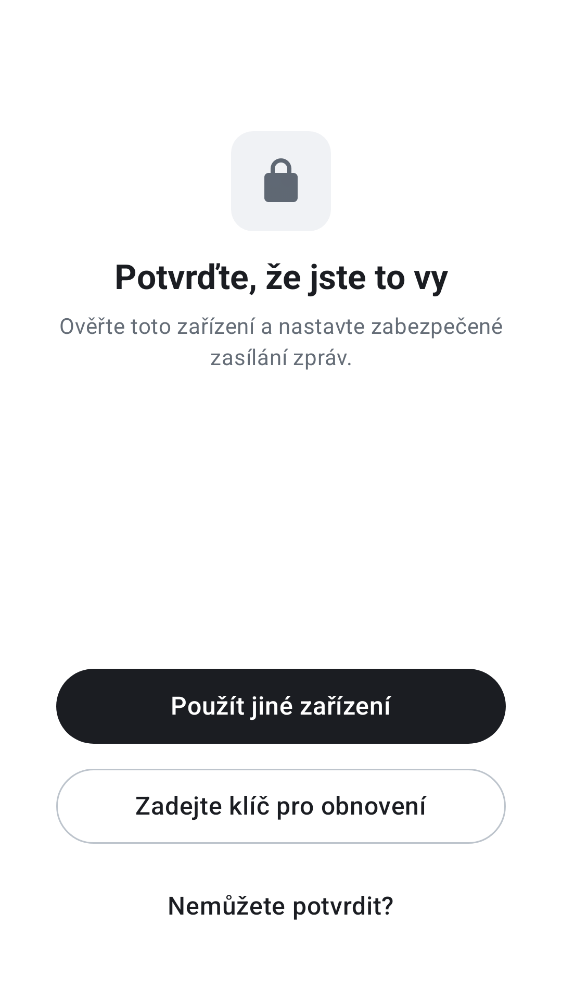 Potvrďte, že jste to vy
Ověřte toto zařízení a nastavte zabezpečené
zasílání zpráv.
Použít jiné zařízení
Zadejte klíč pro obnovení
Nemůžete potvrdit?